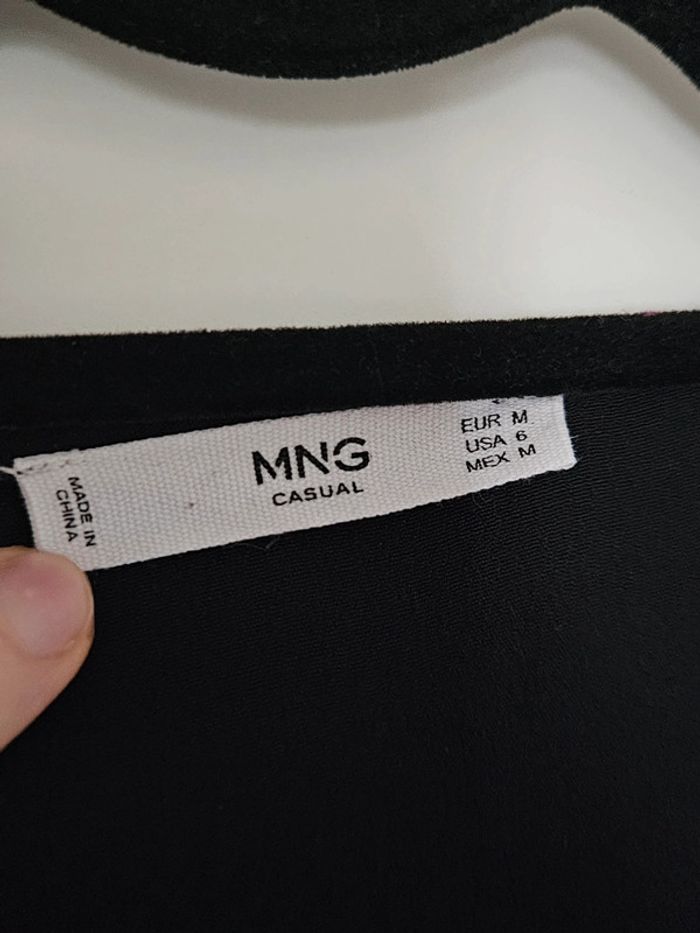 MADE IN
CHINA
MNG
CASUAL
EUR M
USA 6
MEX M